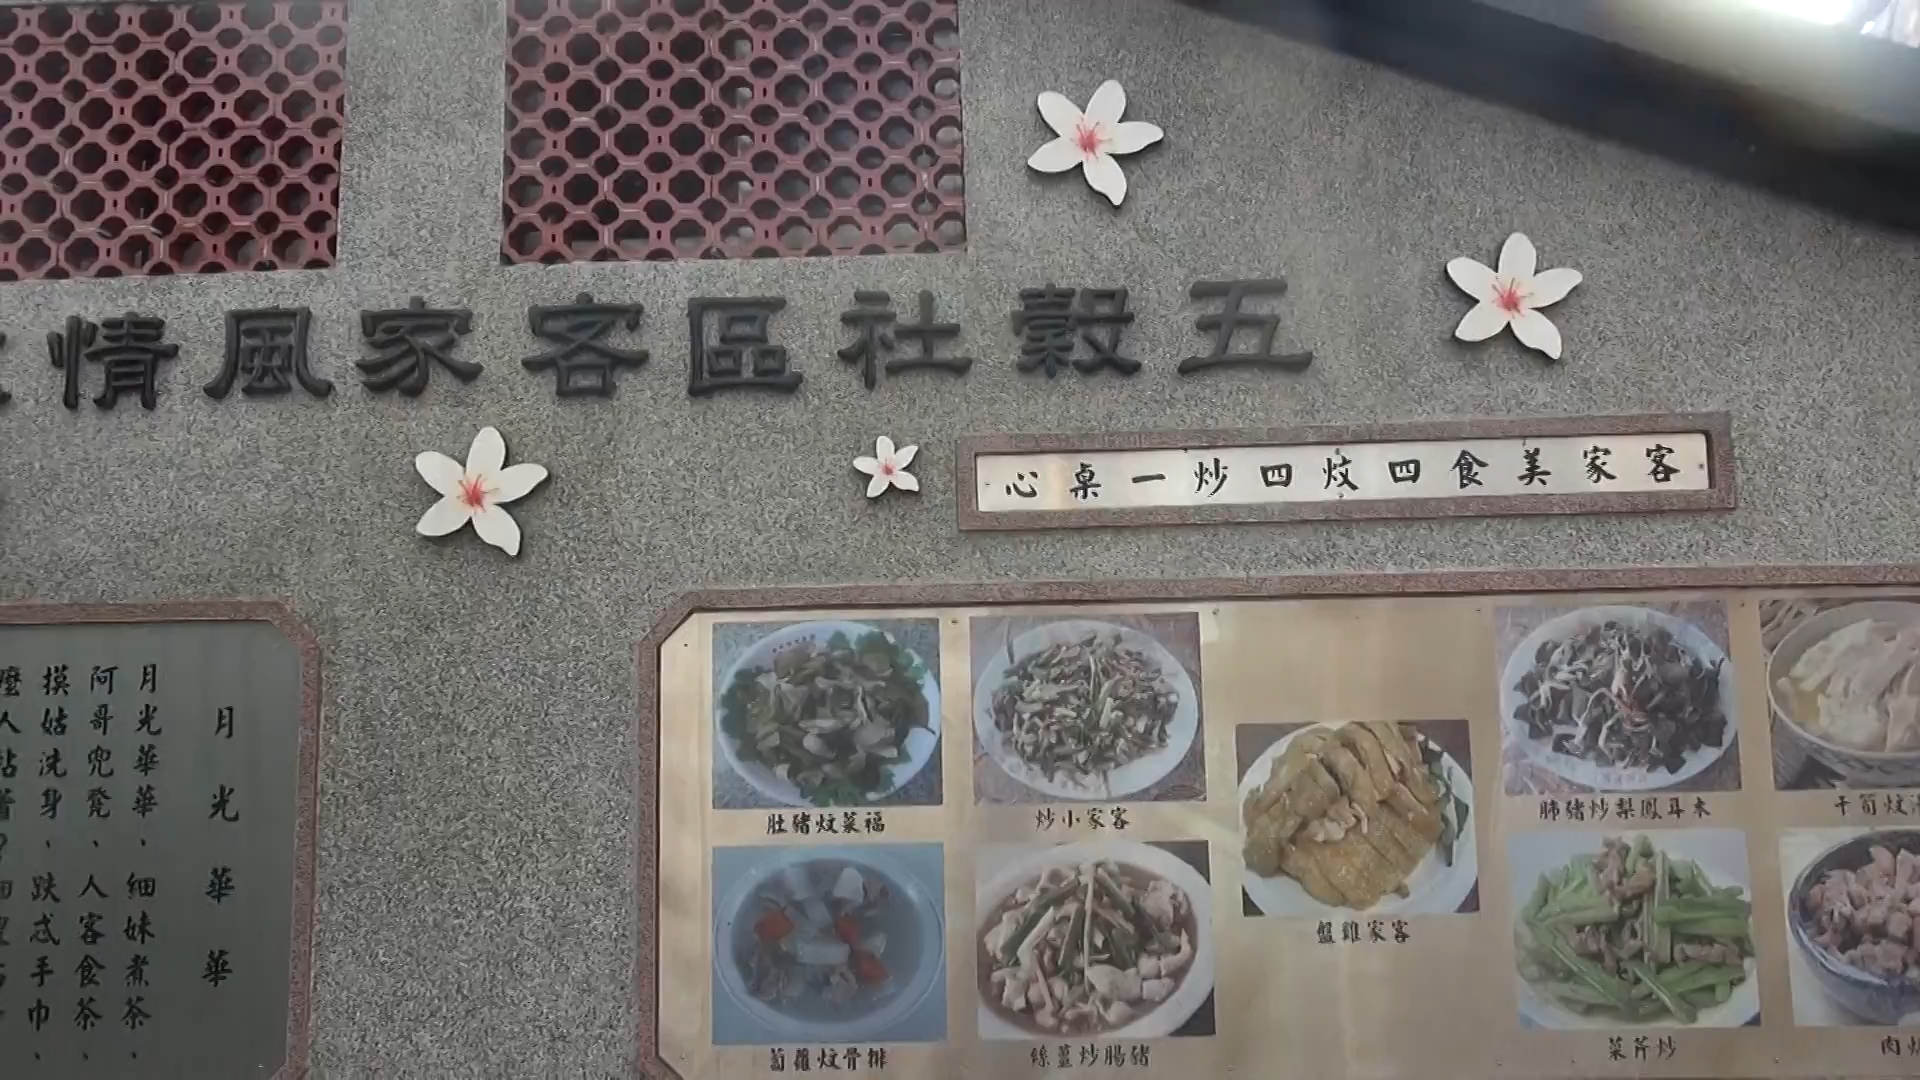 五穀社區客家風情
客家美食四炆四炒一桌心
月光華華
月光華華、細妹煮茶、
阿哥兜凳、人客食茶、
摸姑洗身、跌忒手巾、
炆筍干
木耳鳳梨炒豬肺
客家小炒
福菜炆豬肚
客家雞盤
肉
炒芹菜
豬腸炒薑絲
排骨炆蘿蔔